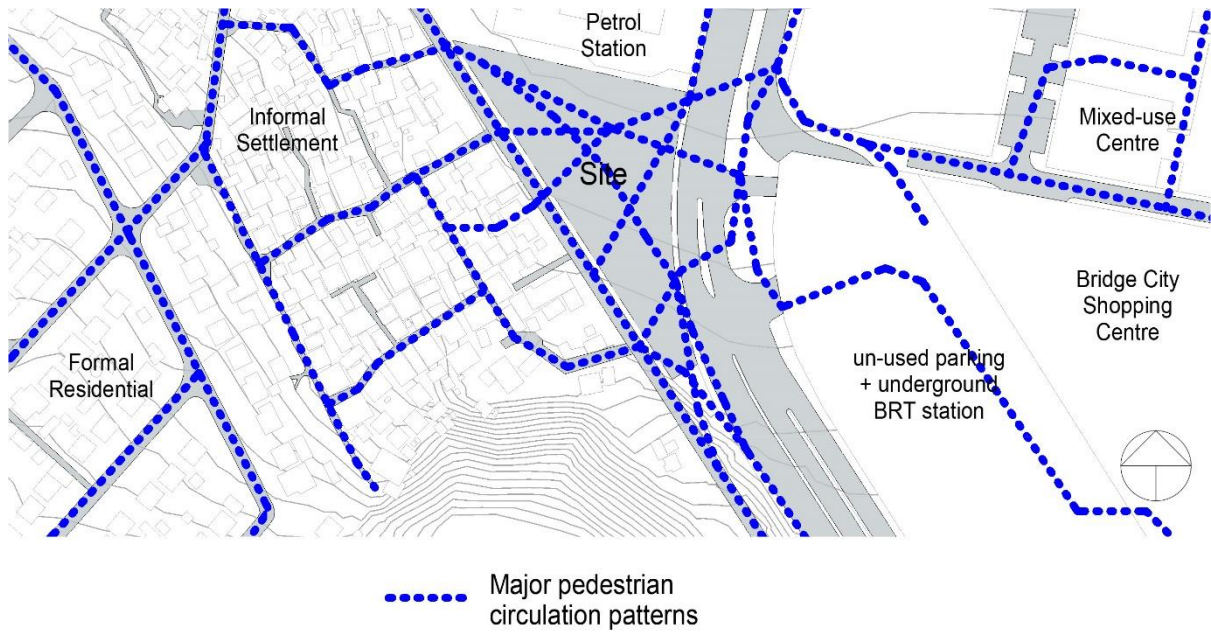 Petrol
Station
Informal
Settlement
Mixed-use
Centre
Site
Bridge City
Shopping
Centre
Formal
Residential
un-used parking
+ underground
BRT station
Major pedestrian
circulation patterns